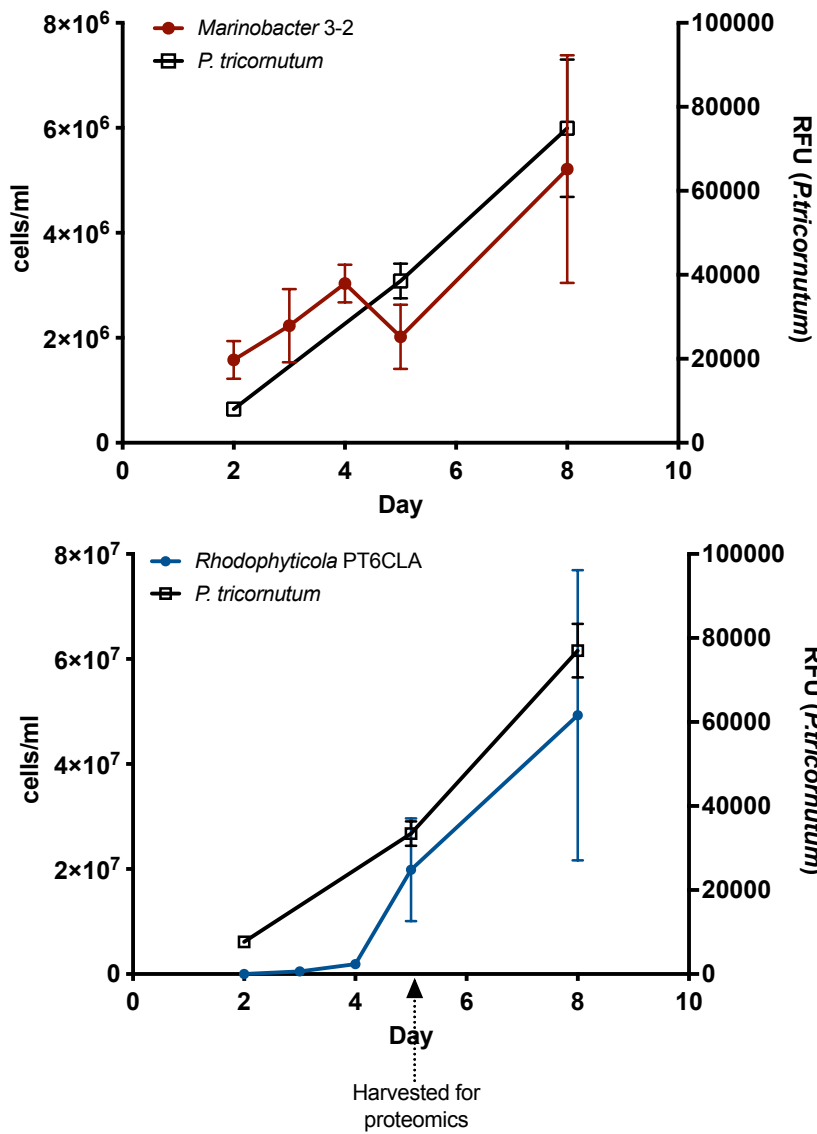 Marinobacter 3-2
P. tricornutum
8×10⁶
6×10⁶
4×10⁶
2×10⁶
0
cells/ml
100000
80000
60000
40000
20000
0
RFU (P.tricornutum)
0 2 4 6 8 10
Day
Rhodophyticola PT6CLA
P. tricornutum
8×10⁷
6×10⁷
4×10⁷
2×10⁷
0
cells/ml
100000
80000
60000
40000
20000
0
RFU (P.tricornutum)
0 2 4 6 8 10
Day
Harvested for
proteomics